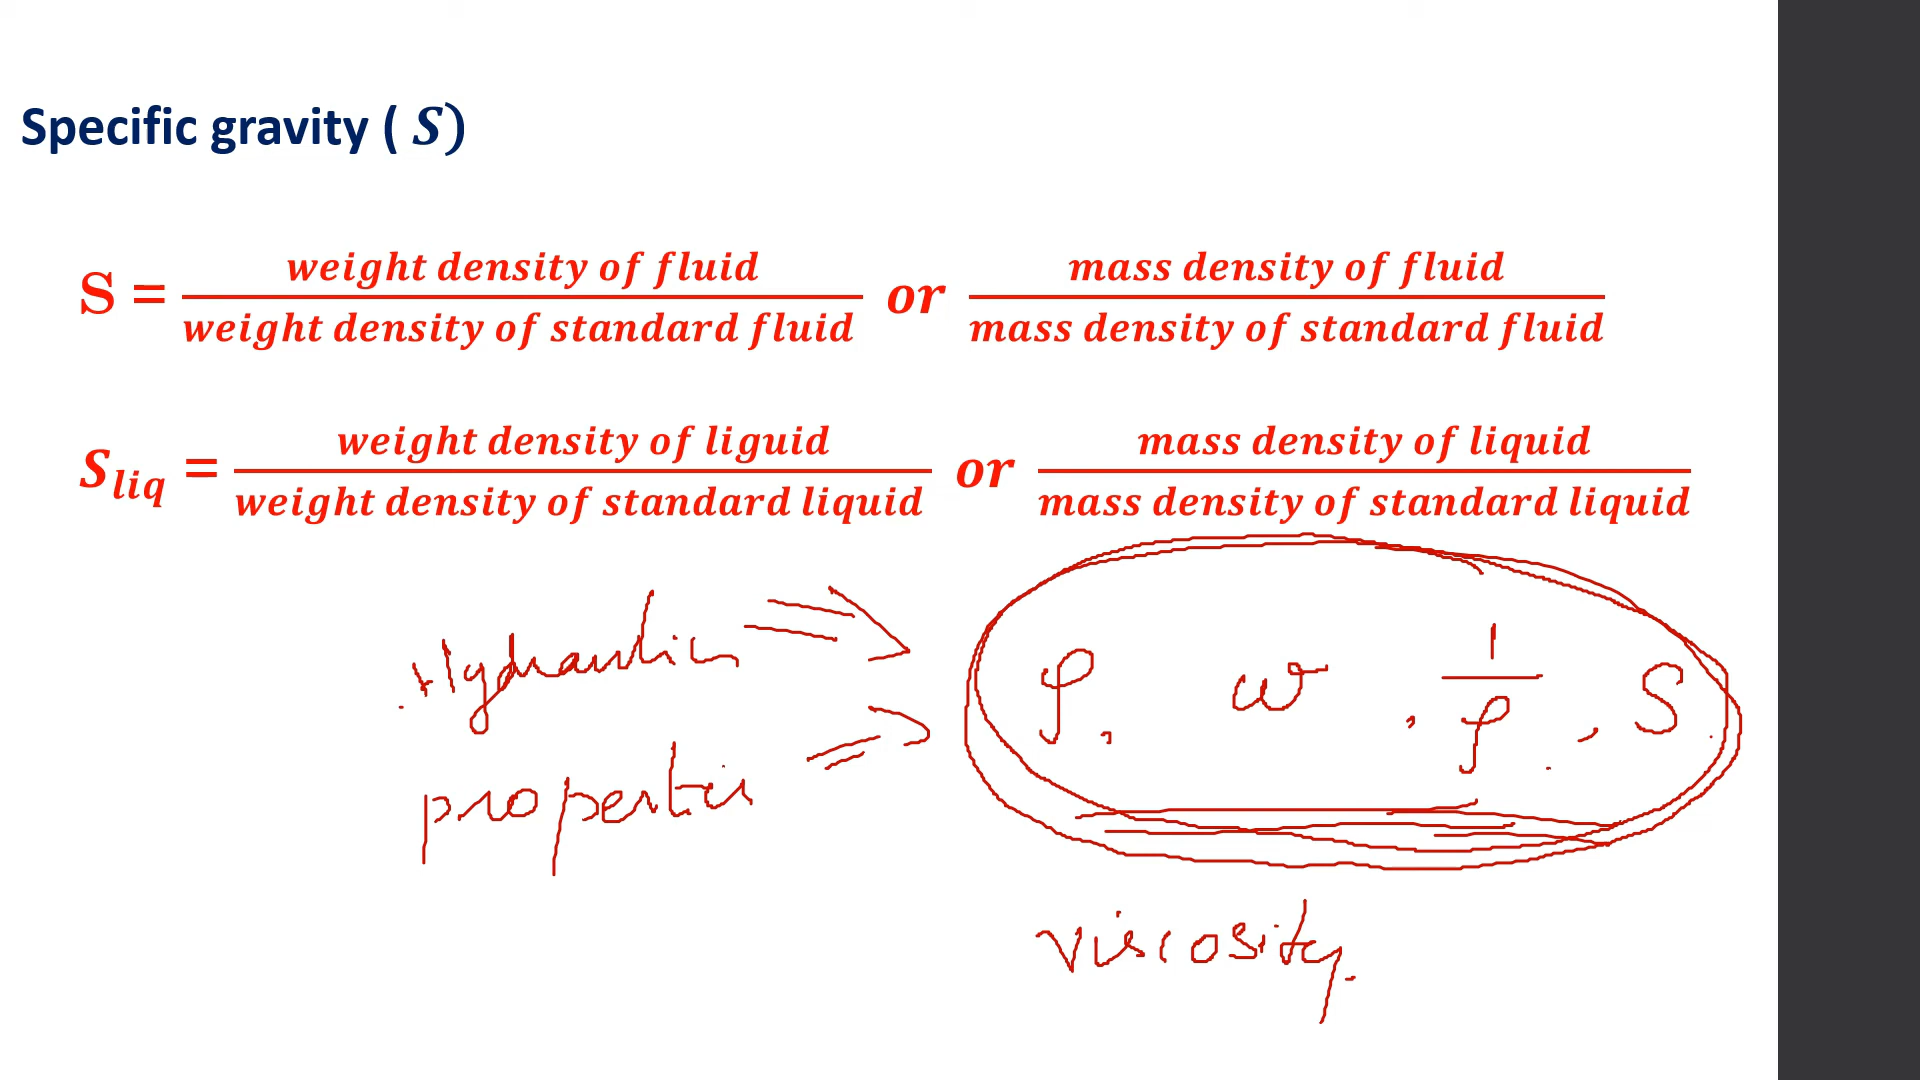 Specific gravity ( S)
S = weight density of fluid / weight density of standard fluid or mass density of fluid / mass density of standard fluid
S_liq = weight density of liguid / weight density of standard liquid or mass density of liquid / mass density of standard liquid
Hydraulic
ρ, w , 1/ρ , S
properties
viscosity